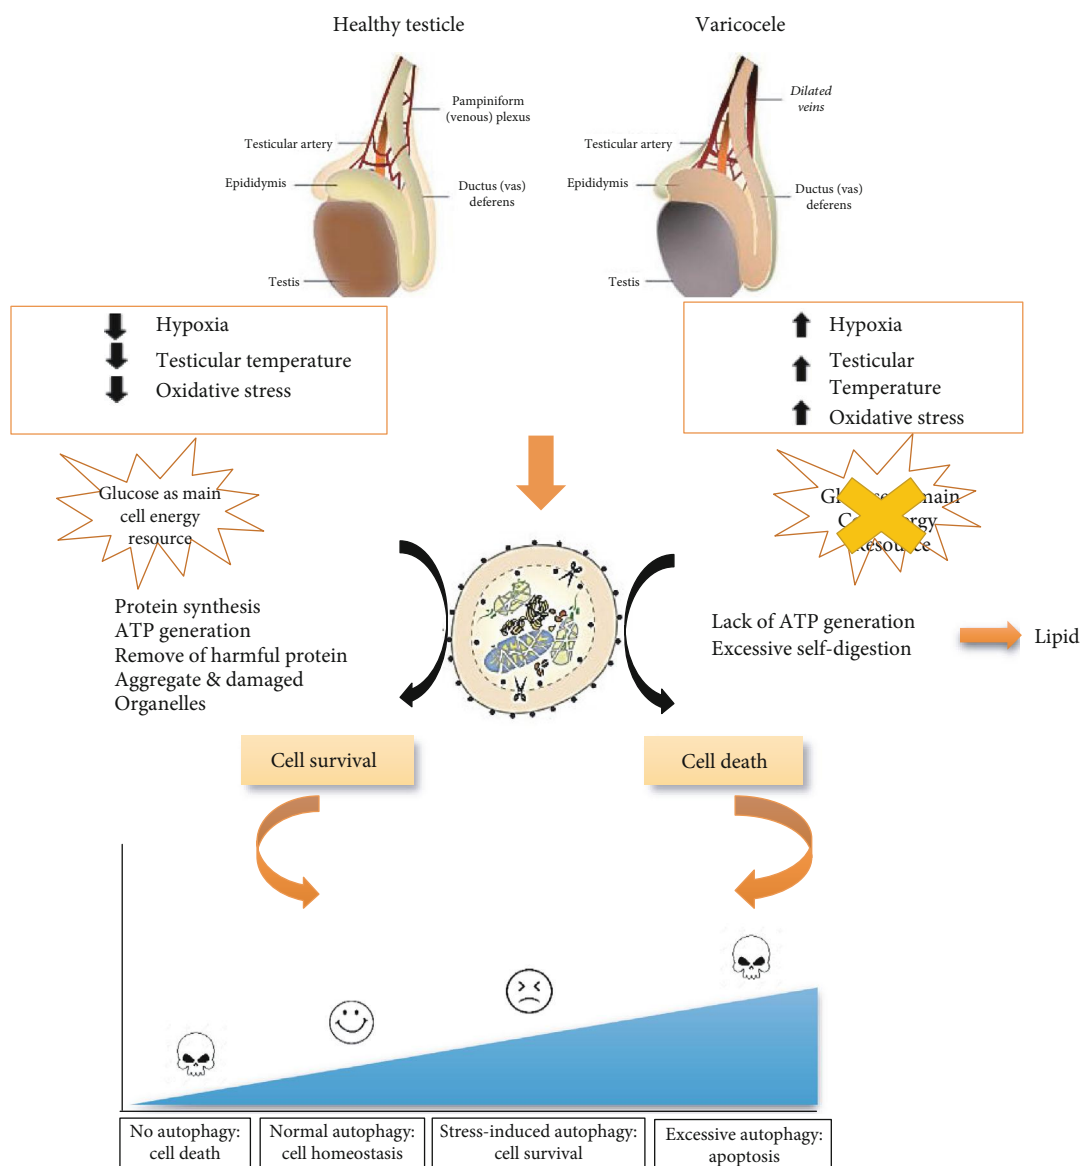 Healthy testicle
Varicocele
Pampiniform
(venous) plexus
Testicular artery
Epididymis
Ductus (vas)
deferens
Testis
Dilated
veins
Testicular artery
Epididymis
Ductus (vas)
deferens
Testis
Hypoxia
Testicular temperature
Oxidative stress
Hypoxia
Testicular
Temperature
Oxidative stress
Glucose as main
cell energy
resource
main
Resource
Protein synthesis
ATP generation
Remove of harmful protein
Aggregate & damaged
Organelles
Lack of ATP generation
Excessive self-digestion
Lipid
Cell survival
Cell death
No autophagy:
cell death
Normal autophagy:
cell homeostasis
Stress-induced autophagy:
cell survival
Excessive autophagy:
apoptosis